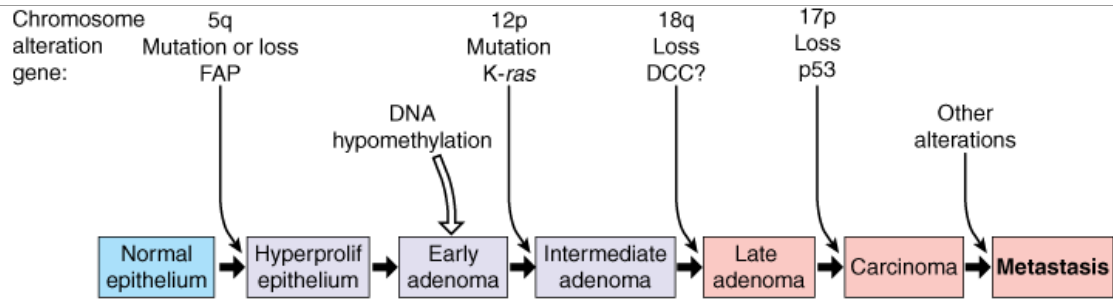 Chromosome
alteration
gene:
5q
Mutation or loss
FAP
12p
Mutation
K-ras
18q
Loss
DCC?
17p
Loss
p53
DNA
hypomethylation
Other
alterations
Normal
epithelium
Hyperprolif
epithelium
Early
adenoma
Intermediate
adenoma
Late
adenoma
Carcinoma
Metastasis